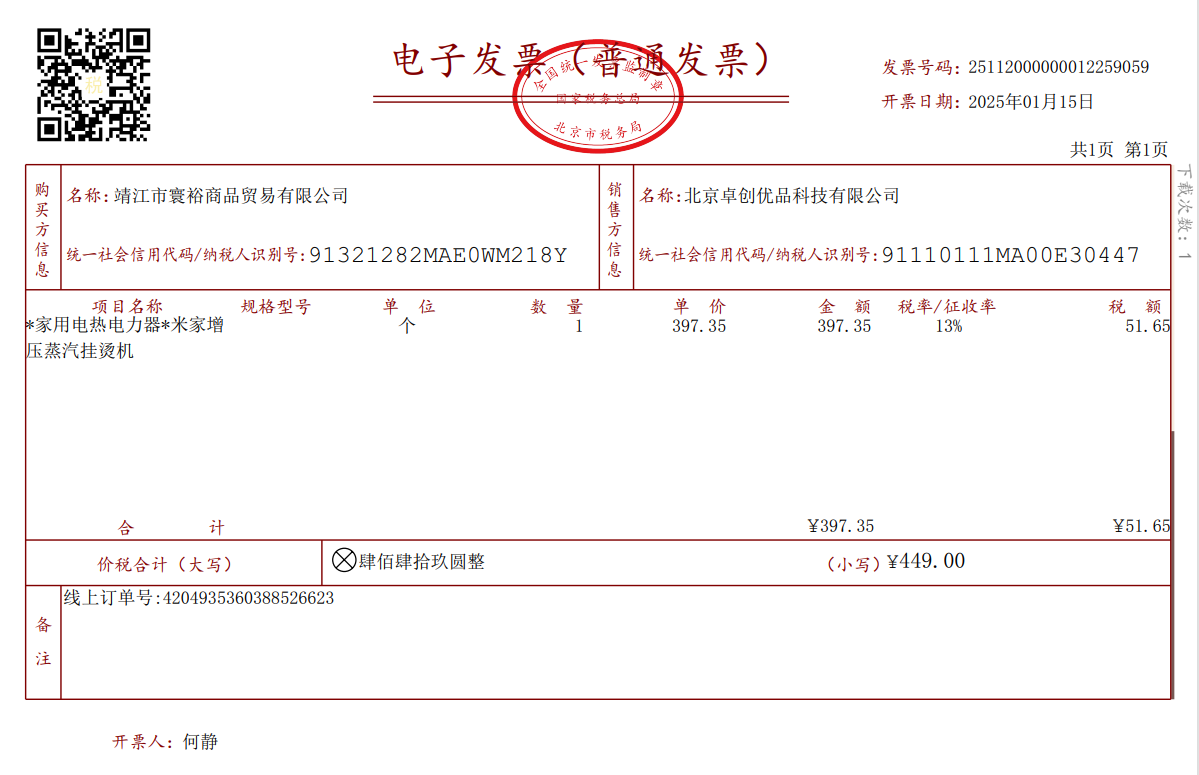 电子发票（普通发票）
全国统一发票监制章
国家税务总局
北京市税务局
税
发票号码：25112000000012259059
开票日期：2025年01月15日
共1页 第1页
下载次数：1
购买方信息
名称：靖江市寰裕商品贸易有限公司
统一社会信用代码/纳税人识别号：91321282MAE0WM218Y
销售方信息
名称：北京卓创优品科技有限公司
统一社会信用代码/纳税人识别号：91110111MA00E30447
项目名称 规格型号 单位 数量 单价 金额 税率/征收率 税额
*家用电热电力器*米家增 个 1 397.35 397.35 13% 51.65
压蒸汽挂烫机
合计 ¥397.35 ¥51.65
价税合计（大写） ⊗肆佰肆拾玖圆整 （小写）¥449.00
备注
线上订单号:4204935360388526623
开票人：何静